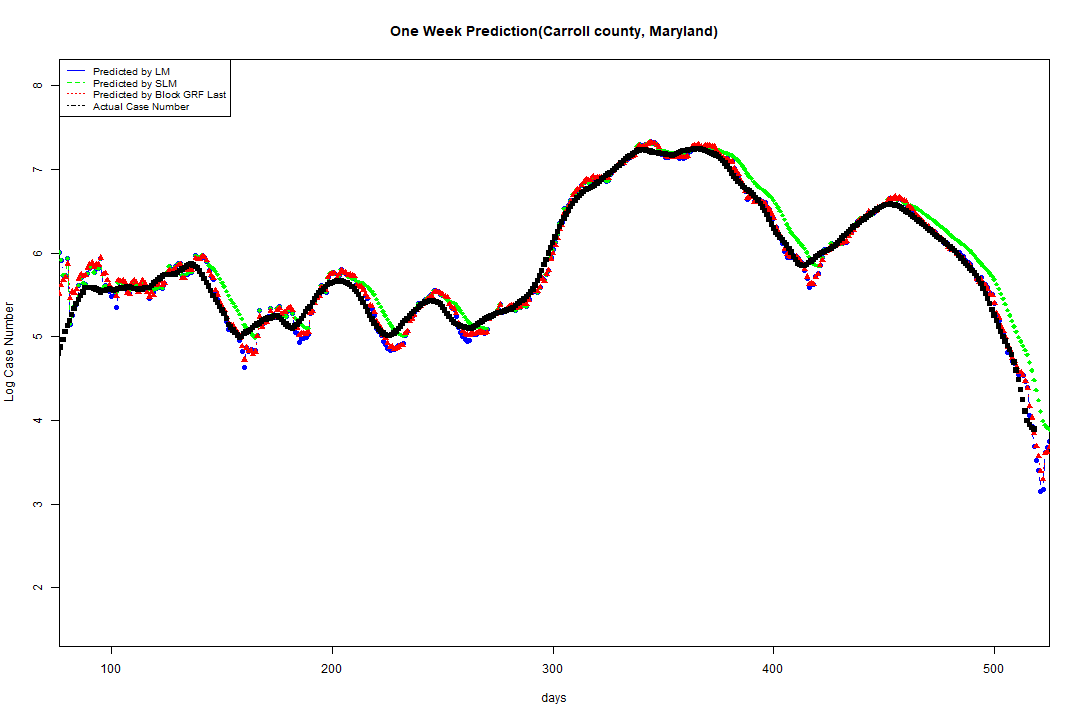 One Week Prediction(Carroll county, Maryland)
Predicted by LM
Predicted by SLM
Predicted by Block GRF Last
Actual Case Number
8
7
6
5
4
3
2
Log Case Number
100 200 300 400 500
days